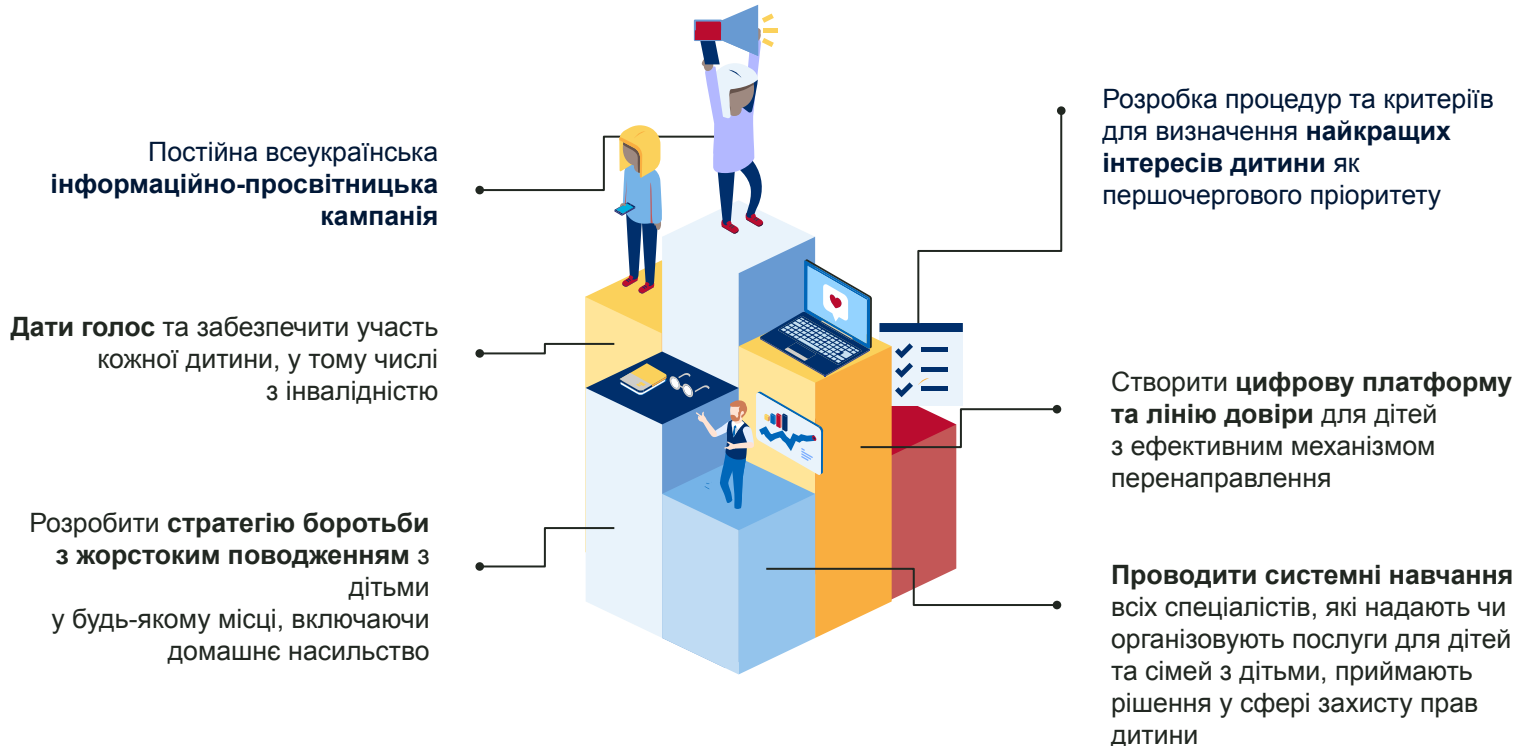 Постійна всеукраїнська
інформаційно-просвітницька
кампанія
Дати голос та забезпечити участь
кожної дитини, у тому числі
з інвалідністю
Розробити стратегію боротьби
з жорстоким поводженням з
дітьми
у будь-якому місці, включаючи
домашнє насильство
Розробка процедур та критеріїв
для визначення найкращих
інтересів дитини як
першочергового пріоритету
Створити цифрову платформу
та лінію довіри для дітей
з ефективним механізмом
перенаправлення
Проводити системні навчання
всіх спеціалістів, які надають чи
організовують послуги для дітей
та сімей з дітьми, приймають
рішення у сфері захисту прав
дитини